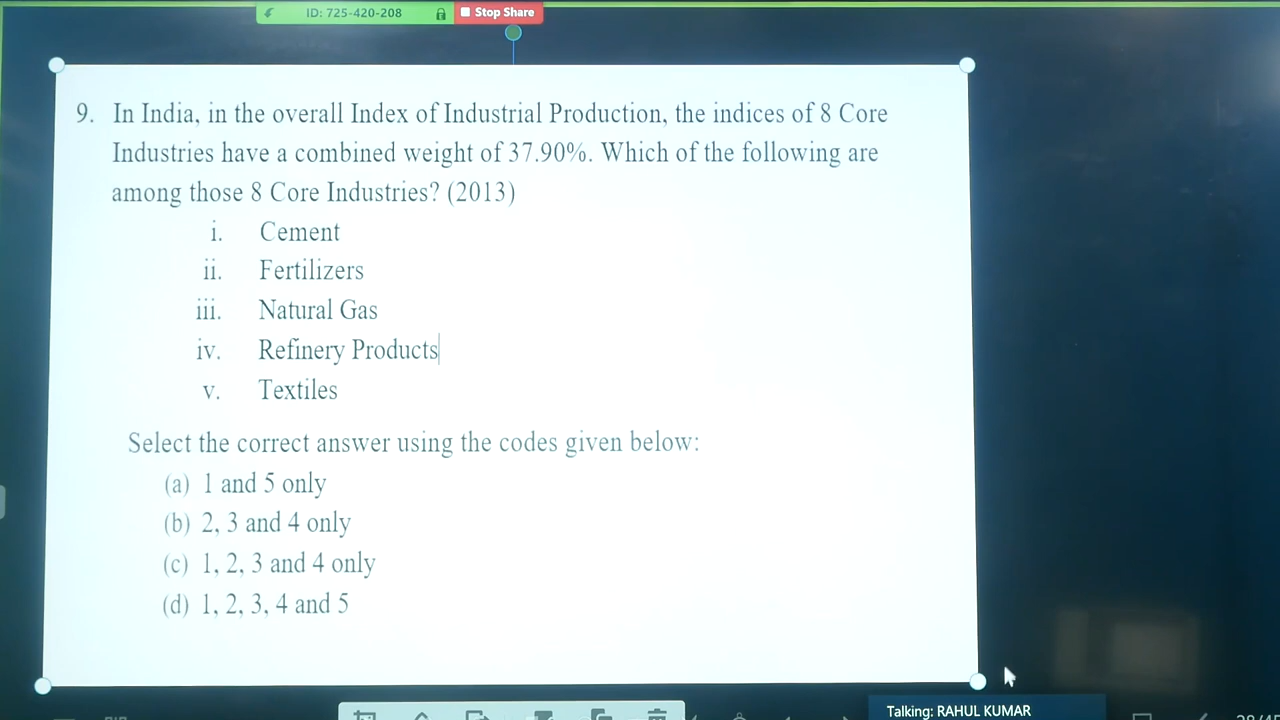 ID: 725-420-208
Stop Share
9. In India, in the overall Index of Industrial Production, the indices of 8 Core
Industries have a combined weight of 37.90%. Which of the following are
among those 8 Core Industries? (2013)
i. Cement
ii. Fertilizers
iii. Natural Gas
iv. Refinery Products
v. Textiles
Select the correct answer using the codes given below:
(a) 1 and 5 only
(b) 2, 3 and 4 only
(c) 1, 2, 3 and 4 only
(d) 1, 2, 3, 4 and 5
Talking: RAHUL KUMAR